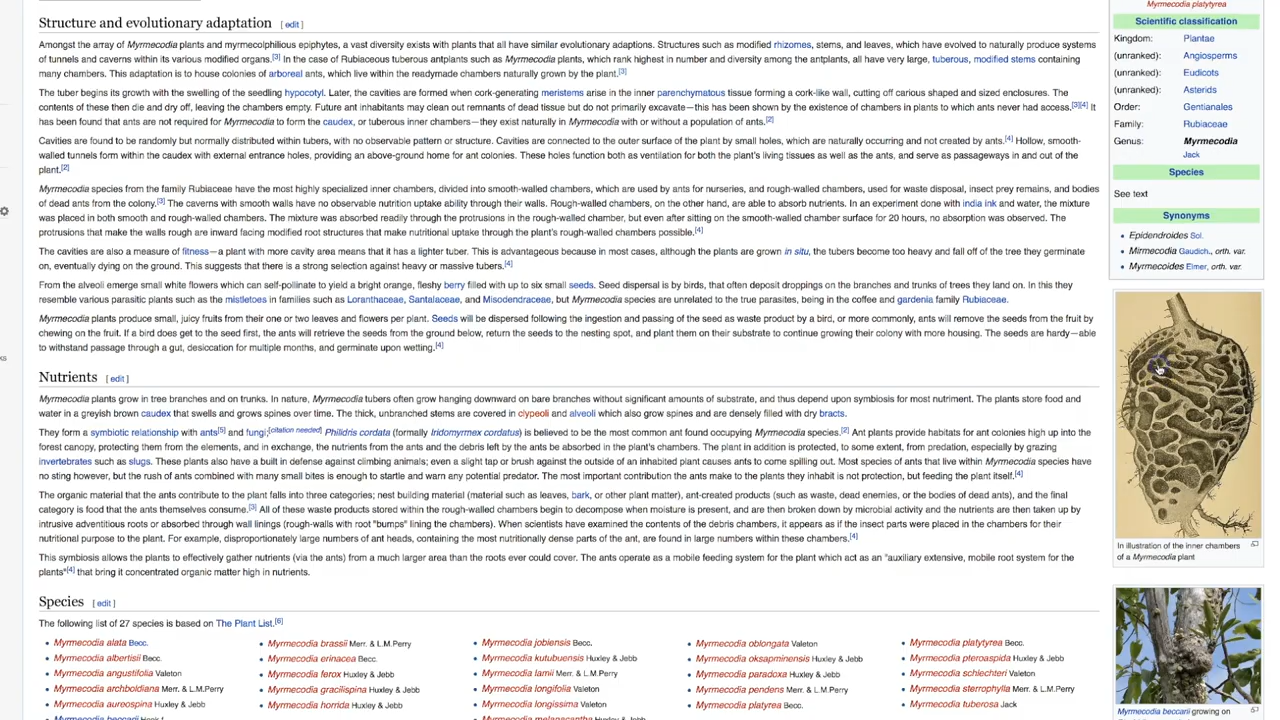 Myrmecodia platytyrea
Structure and evolutionary adaptation [ edit ]
Scientific classification
Kingdom: Plantae
(unranked): Angiosperms
(unranked): Eudicots
(unranked): Asterids
Order: Gentianales
Family: Rubiaceae
Genus: Myrmecodia
Jack
Species
See text
Synonyms
• Epidendroides Sol.
• Mirmecodia Gaudich., orth. var.
• Myrmecoides Elmer, orth. var.
Amongst the array of Myrmecodia plants and myrmecolphilious epiphytes, a vast diversity exists with plants that all have similar evolutionary adaptions. Structures such as modified rhizomes, stems, and leaves, which have evolved to naturally produce systems
of tunnels and caverns within its various modified organs.[3] In the case of Rubiaceous tuberous antplants such as Myrmecodia plants, which rank highest in number and diversity among the antplants, all have very large, tuberous, modified stems containing
many chambers. This adaptation is to house colonies of arboreal ants, which live within the readymade chambers naturally grown by the plant.[3]
The tuber begins its growth with the swelling of the seedling hypocotyl. Later, the cavities are formed when cork-generating meristems arise in the inner parenchymatous tissue forming a cork-like wall, cutting off carious shaped and sized enclosures. The
contents of these then die and dry off, leaving the chambers empty. Future ant inhabitants may clean out remnants of dead tissue but do not primarily excavate—this has been shown by the existence of chambers in plants to which ants never had access.[3][4] It
has been found that ants are not required for Myrmecodia to form the caudex, or tuberous inner chambers—they exist naturally in Myrmecodia with or without a population of ants.[2]
Cavities are found to be randomly but normally distributed within tubers, with no observable pattern or structure. Cavities are connected to the outer surface of the plant by small holes, which are naturally occurring and not created by ants.[4] Hollow, smooth-
walled tunnels form within the caudex with external entrance holes, providing an above-ground home for ant colonies. These holes function both as ventilation for both the plant's living tissues as well as the ants, and serve as passageways in and out of the
plant.[2]
Myrmecodia species from the family Rubiaceae have the most highly specialized inner chambers, divided into smooth-walled chambers, which are used by ants for nurseries, and rough-walled chambers, used for waste disposal, insect prey remains, and bodies
of dead ants from the colony.[3] The caverns with smooth walls have no observable nutrition uptake ability through their walls. Rough-walled chambers, on the other hand, are able to absorb nutrients. In an experiment done with india ink and water, the mixture
was placed in both smooth and rough-walled chambers. The mixture was absorbed readily through the protrusions in the rough-walled chamber, but even after sitting on the smooth-walled chamber surface for 20 hours, no absorption was observed. The
protrusions that make the walls rough are inward facing modified root structures that make nutritional uptake through the plant's rough-walled chambers possible.[4]
The cavities are also a measure of fitness—a plant with more cavity area means that it has a lighter tuber. This is advantageous because in most cases, although the plants are grown in situ, the tubers become too heavy and fall off of the tree they germinate
on, eventually dying on the ground. This suggests that there is a strong selection against heavy or massive tubers.[4]
From the alveoli emerge small white flowers which can self-pollinate to yield a bright orange, fleshy berry filled with up to six small seeds. Seed dispersal is by birds, that often deposit droppings on the branches and trunks of trees they land on. In this they
resemble various parasitic plants such as the mistletoes in families such as Loranthaceae, Santalaceae, and Misodendraceae, but Myrmecodia species are unrelated to the true parasites, being in the coffee and gardenia family Rubiaceae.
Myrmecodia plants produce small, juicy fruits from their one or two leaves and flowers per plant. Seeds will be dispersed following the ingestion and passing of the seed as waste product by a bird, or more commonly, ants will remove the seeds from the fruit by
chewing on the fruit. If a bird does get to the seed first, the ants will retrieve the seeds from the ground below, return the seeds to the nesting spot, and plant them on their substrate to continue growing their colony with more housing. The seeds are hardy—able
to withstand passage through a gut, desiccation for multiple months, and germinate upon wetting.[4]
Nutrients [ edit ]
Myrmecodia plants grow in tree branches and on trunks. In nature, Myrmecodia tubers often grow hanging downward on bare branches without significant amounts of substrate, and thus depend upon symbiosis for most nutriment. The plants store food and
water in a greyish brown caudex that swells and grows spines over time. The thick, unbranched stems are covered in clypeoli and alveoli which also grow spines and are densely filled with dry bracts.
They form a symbiotic relationship with ants[5] and fungi;[citation needed] Philidris cordata (formally Iridomyrmex cordatus) is believed to be the most common ant found occupying Myrmecodia species.[2] Ant plants provide habitats for ant colonies high up into the
forest canopy, protecting them from the elements, and in exchange, the nutrients from the ants and the debris left by the ants be absorbed in the plant's chambers. The plant in addition is protected, to some extent, from predation, especially by grazing
invertebrates such as slugs. These plants also have a built in defense against climbing animals; even a slight tap or brush against the outside of an inhabited plant causes ants to come spilling out. Most species of ants that live within Myrmecodia species have
no sting however, but the rush of ants combined with many small bites is enough to startle and warn any potential predator. The most important contribution the ants make to the plants they inhabit is not protection, but feeding the plant itself.[4]
The organic material that the ants contribute to the plant falls into three categories; nest building material (material such as leaves, bark, or other plant matter), ant-created products (such as waste, dead enemies, or the bodies of dead ants), and the final
category is food that the ants themselves consume.[3] All of these waste products stored within the rough-walled chambers begin to decompose when moisture is present, and are then broken down by microbial activity and the nutrients are then taken up by
intrusive adventitious roots or absorbed through wall linings (rough-walls with root "bumps" lining the chambers). When scientists have examined the contents of the debris chambers, it appears as if the insect parts were placed in the chambers for their
nutritional purpose to the plant. For example, disproportionately large numbers of ant heads, containing the most nutritionally dense parts of the ant, are found in large numbers within these chambers.[4]
This symbiosis allows the plants to effectively gather nutrients (via the ants) from a much larger area than the roots ever could cover. The ants operate as a mobile feeding system for the plant which act as an "auxiliary extensive, mobile root system for the
plants"[4] that bring it concentrated organic matter high in nutrients.
In illustration of the inner chambers
of a Myrmecodia plant
Species [ edit ]
The following list of 27 species is based on The Plant List.[6]
• Myrmecodia alata Becc.
• Myrmecodia albertisii Becc.
• Myrmecodia angustifolia Valeton
• Myrmecodia archboldiana Merr. & L.M.Perry
• Myrmecodia aureospina Huxley & Jebb
• Myrmecodia beccarii Hook.f.
• Myrmecodia brassii Merr. & L.M.Perry
• Myrmecodia erinacea Becc.
• Myrmecodia ferox Huxley & Jebb
• Myrmecodia gracilispina Huxley & Jebb
• Myrmecodia horrida Huxley & Jebb
• Myrmecodia jobiensis Becc.
• Myrmecodia kutubuensis Huxley & Jebb
• Myrmecodia lamii Merr. & L.M.Perry
• Myrmecodia longifolia Valeton
• Myrmecodia longissima Valeton
• Myrmecodia melanacantha Huxley & Jebb
• Myrmecodia oblongata Valeton
• Myrmecodia oksapminensis Huxley & Jebb
• Myrmecodia paradoxa Huxley & Jebb
• Myrmecodia pendens Merr. & L.M.Perry
• Myrmecodia platyrea Becc.
• Myrmecodia platytyrea Becc.
• Myrmecodia pteroaspida Huxley & Jebb
• Myrmecodia schlechteri Valeton
• Myrmecodia sterrophylla Merr. & L.M.Perry
• Myrmecodia tuberosa Jack
Myrmecodia beccarii growing on
ks